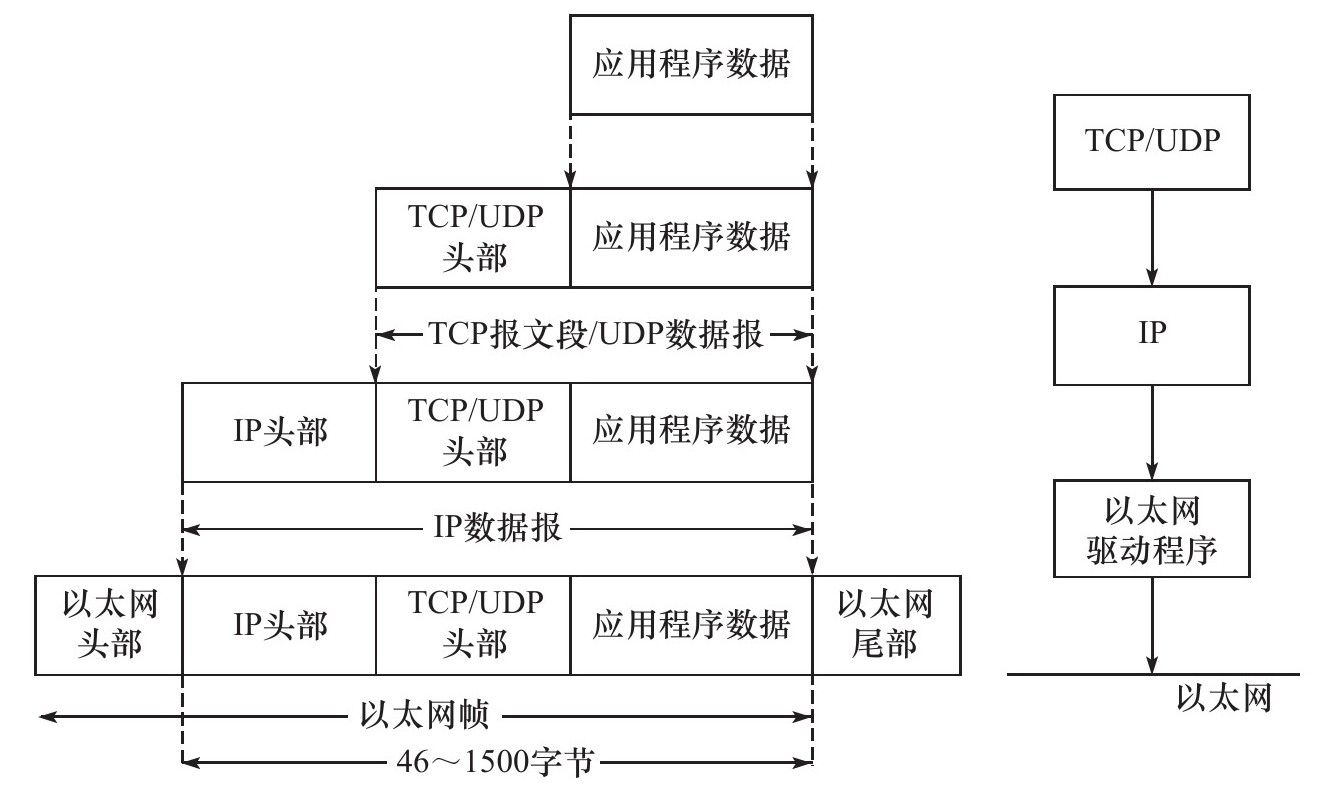 应用程序数据
TCP/UDP
头部
应用程序数据
TCP报文段/UDP数据报
IP头部
TCP/UDP
头部
应用程序数据
IP数据报
以太网
头部
IP头部
TCP/UDP
头部
应用程序数据
以太网
尾部
以太网帧
46～1500字节
TCP/UDP
IP
以太网
驱动程序
以太网